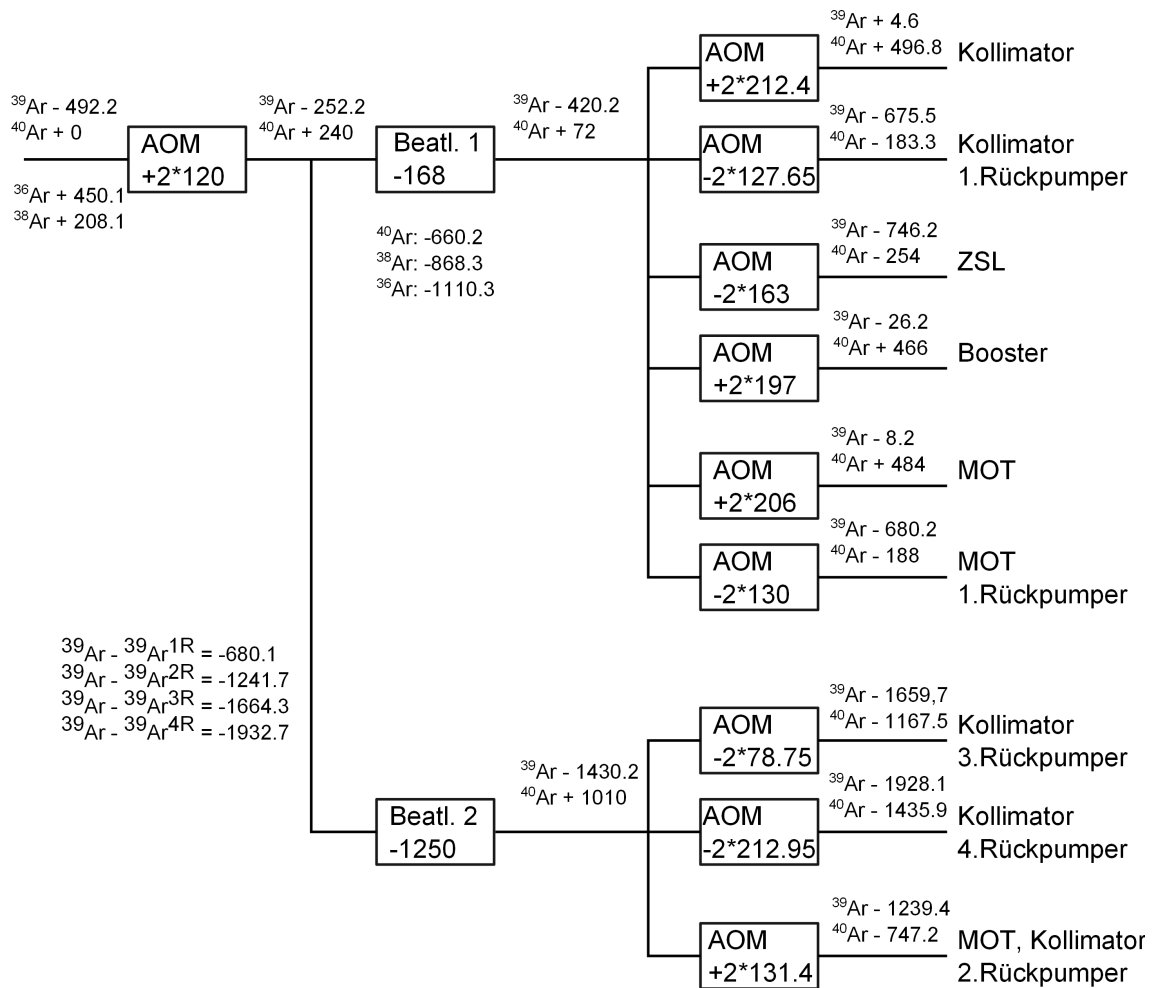 ³⁹Ar - 492.2
⁴⁰Ar + 0
AOM
+2*120
³⁶Ar + 450.1
³⁸Ar + 208.1
³⁹Ar - 252.2
⁴⁰Ar + 240
Beatl. 1
-168
⁴⁰Ar: -660.2
³⁸Ar: -868.3
³⁶Ar: -1110.3
³⁹Ar - 420.2
⁴⁰Ar + 72
AOM
+2*212.4
³⁹Ar + 4.6
⁴⁰Ar + 496.8
Kollimator
AOM
-2*127.65
³⁹Ar - 675.5
⁴⁰Ar - 183.3
Kollimator
1.Rückpumper
AOM
-2*163
³⁹Ar - 746.2
⁴⁰Ar - 254
ZSL
AOM
+2*197
³⁹Ar - 26.2
⁴⁰Ar + 466
Booster
AOM
+2*206
³⁹Ar - 8.2
⁴⁰Ar + 484
MOT
AOM
-2*130
³⁹Ar - 680.2
⁴⁰Ar - 188
MOT
1.Rückpumper
³⁹Ar - ³⁹Ar¹ᴿ = -680.1
³⁹Ar - ³⁹Ar²ᴿ = -1241.7
³⁹Ar - ³⁹Ar³ᴿ = -1664.3
³⁹Ar - ³⁹Ar⁴ᴿ = -1932.7
Beatl. 2
-1250
³⁹Ar - 1430.2
⁴⁰Ar + 1010
AOM
-2*78.75
³⁹Ar - 1659,7
⁴⁰Ar - 1167.5
Kollimator
3.Rückpumper
AOM
-2*212.95
³⁹Ar - 1928.1
⁴⁰Ar - 1435.9
Kollimator
4.Rückpumper
AOM
+2*131.4
³⁹Ar - 1239.4
⁴⁰Ar - 747.2
MOT, Kollimator
2.Rückpumper